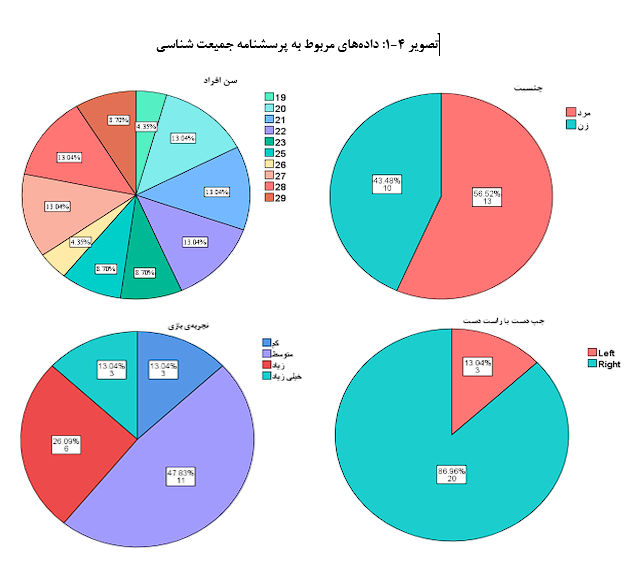 تصویر ۴-۱: داده‌های مربوط به پرسشنامه جمیعت شناسی
سن افراد
4.35%
13.04%
13.04%
13.04%
8.70%
8.70%
4.35%
13.04%
13.04%
8.70%
19
20
21
22
23
25
26
27
28
29
جنسیت
43.48%
10
56.52%
13
مرد
زن
تجربه‌ی بازی
13.04%
3
13.04%
3
26.09%
6
47.83%
11
کم
متوسط
زیاد
خیلی زیاد
چپ دست یا راست دست
13.04%
3
86.96%
20
Left
Right